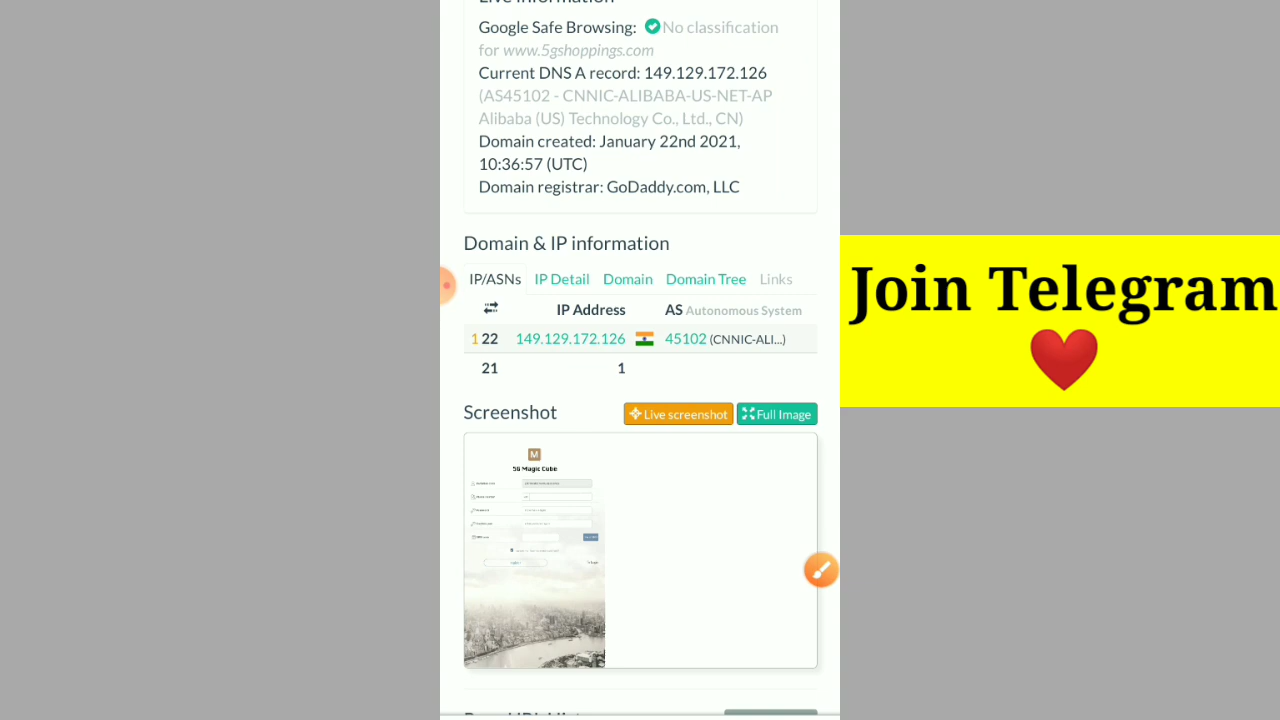 Google Safe Browsing: No classification
for www.5gshoppings.com
Current DNS A record: 149.129.172.126
(AS45102 - CNNIC-ALIBABA-US-NET-AP
Alibaba (US) Technology Co., Ltd., CN)
Domain created: January 22nd 2021,
10:36:57 (UTC)
Domain registrar: GoDaddy.com, LLC
Domain & IP information
IP/ASNs IP Detail Domain Domain Tree Links
IP Address AS Autonomous System
1 22 149.129.172.126 45102 (CNNIC-ALI...)
21 1
Screenshot Live screenshot Full Image
M
5G Magic Cube
Join Telegram